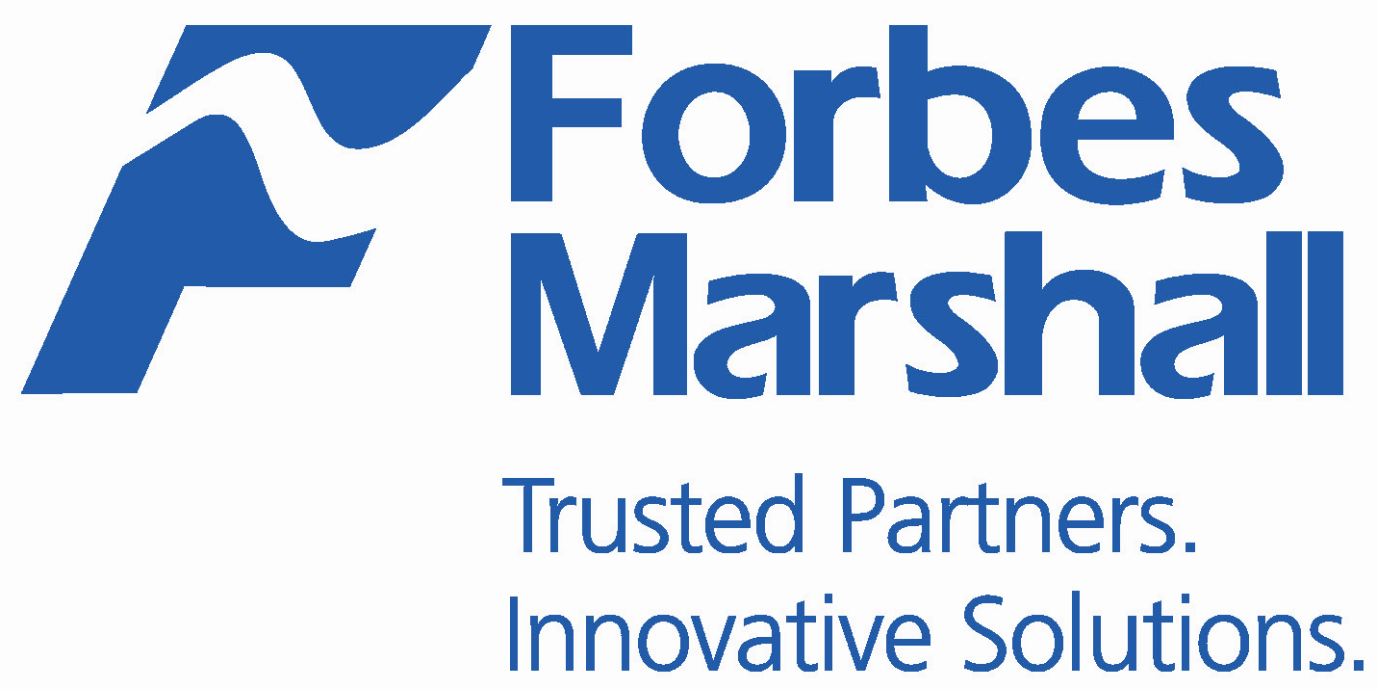 Forbes
Marshall
Trusted Partners.
Innovative Solutions.